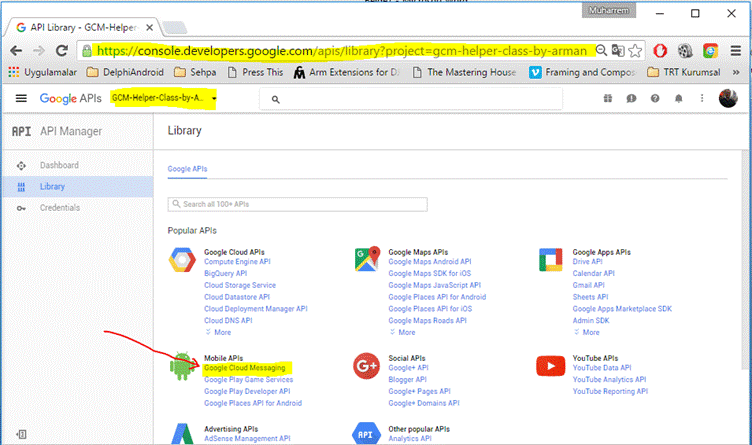 Muharrem
API Library - GCM-Helper
https://console.developers.google.com/apis/library?project=gcm-helper-class-by-arman
Uygulamalar DelphiAndroid Sehpa Press This Arm Extensions for D The Mastering House Framing and Compos TRT Kurumsal
Google APIs GCM-Helper-Class-by-A...
API API Manager Library
Dashboard
Library
Credentials
Google APIs
Search all 100+ APIs
Popular APIs
Google Cloud APIs
Compute Engine API
BigQuery API
Cloud Storage Service
Cloud Datastore API
Cloud Deployment Manager API
Cloud DNS API
More
Google Maps APIs
Google Maps Android API
Google Maps SDK for iOS
Google Maps JavaScript API
Google Places API for Android
Google Places API for iOS
Google Maps Roads API
More
Google Apps APIs
Drive API
Calendar API
Gmail API
Sheets API
Google Apps Marketplace SDK
Admin SDK
More
Mobile APIs
Google Cloud Messaging
Google Play Game Services
Google Play Developer API
Google Places API for Android
G+
Social APIs
Google+ API
Blogger API
Google+ Pages API
Google+ Domains API
YouTube APIs
YouTube Data API
YouTube Analytics API
YouTube Reporting API
Advertising APIs
AdSense Management API
API
Other popular APIs
Analytics API